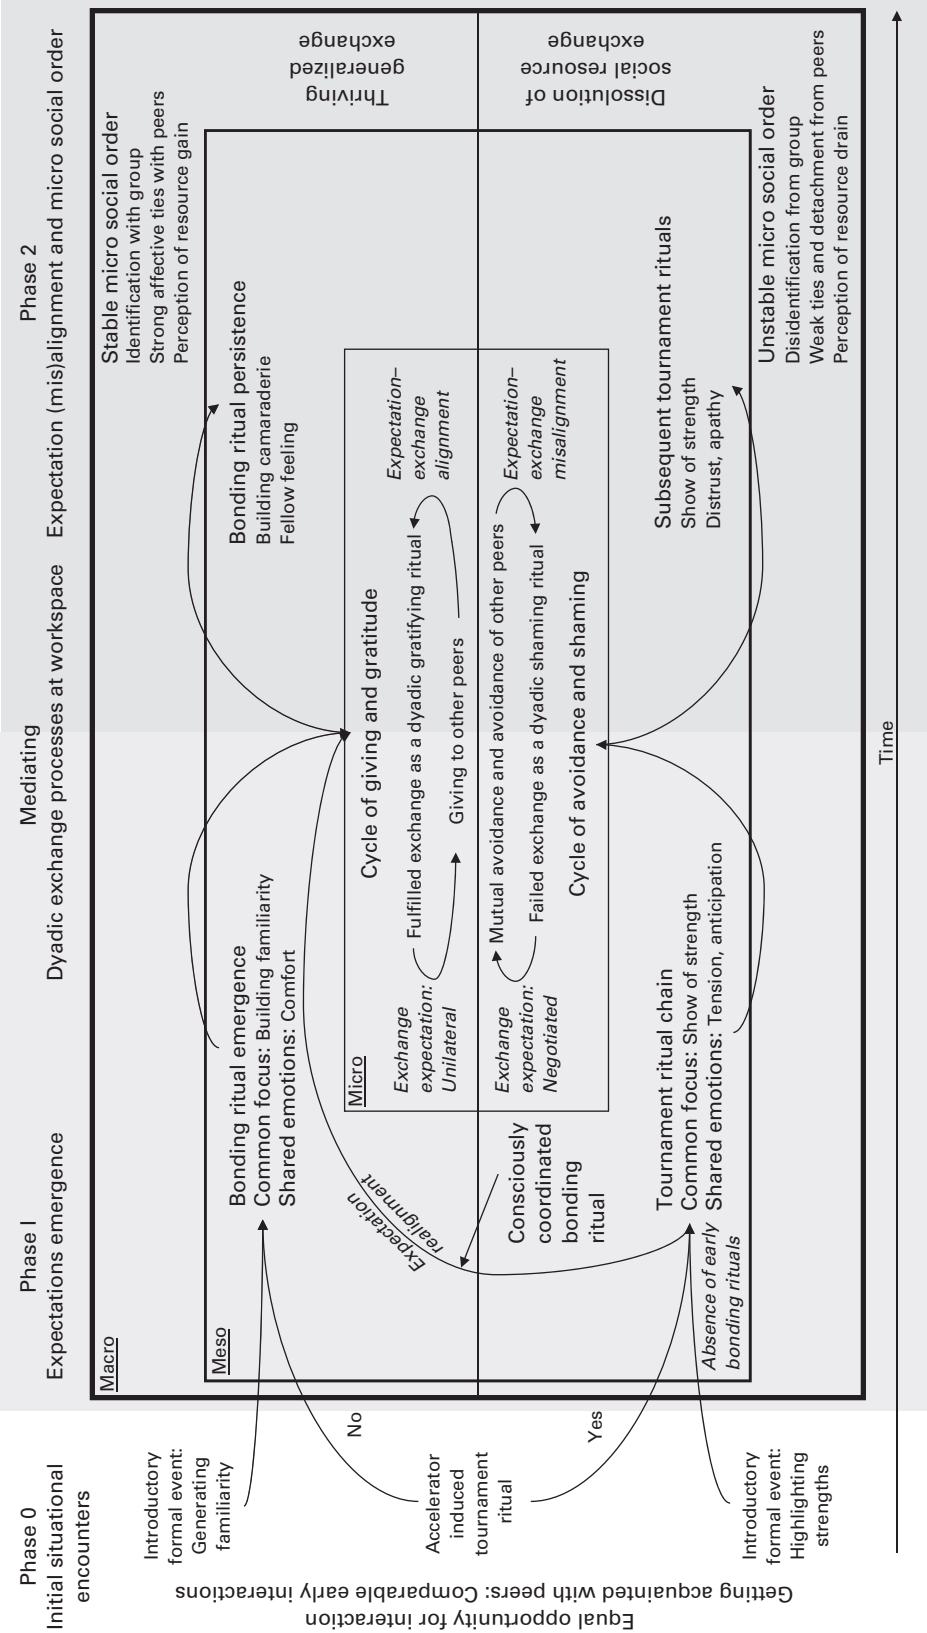 Phase 0
Initial situational
encounters
Phase I
Expectations emergence
Mediating
Dyadic exchange processes at workspace
Phase 2
Expectation (mis)alignment and micro social order
Equal opportunity for interaction
Getting acquainted with peers: Comparable early interactions
Introductory
formal event:
Generating
familiarity
Accelerator
induced
tournament
ritual
Introductory
formal event:
Highlighting
strengths
No
Yes
Macro
Meso
Micro
Bonding ritual emergence
Common focus: Building familiarity
Shared emotions: Comfort
Expectation
realignment
Consciously
coordinated
bonding
ritual
Absence of early
bonding rituals
Tournament ritual chain
Common focus: Show of strength
Shared emotions: Tension, anticipation
Cycle of giving and gratitude
Exchange
expectation:
Unilateral
Fulfilled exchange as a dyadic gratifying ritual
Giving to other peers
Expectation–
exchange
alignment
Exchange
expectation:
Negotiated
Mutual avoidance and avoidance of other peers
Failed exchange as a dyadic shaming ritual
Expectation–
exchange
misalignment
Cycle of avoidance and shaming
Bonding ritual persistence
Building camaraderie
Fellow feeling
Subsequent tournament rituals
Show of strength
Distrust, apathy
Stable micro social order
Identification with group
Strong affective ties with peers
Perception of resource gain
Unstable micro social order
Disidentification from group
Weak ties and detachment from peers
Perception of resource drain
Thriving
generalized
exchange
Dissolution of
social resource
exchange
Time